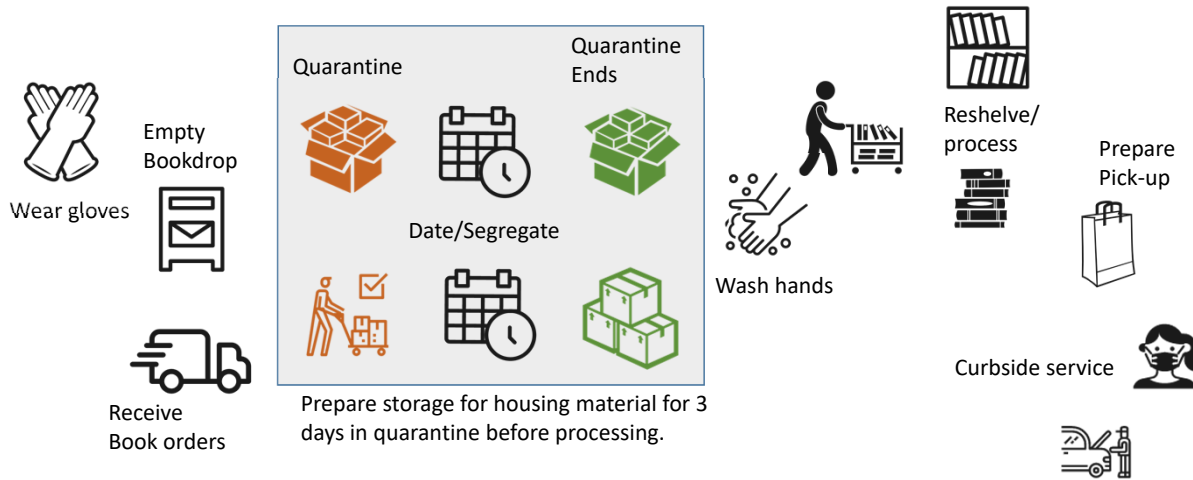 Wear gloves
Empty
Bookdrop
Receive
Book orders
Quarantine
Quarantine
Ends
Date/Segregate
Prepare storage for housing material for 3
days in quarantine before processing.
Wash hands
Reshelve/
process
Prepare
Pick-up
Curbside service